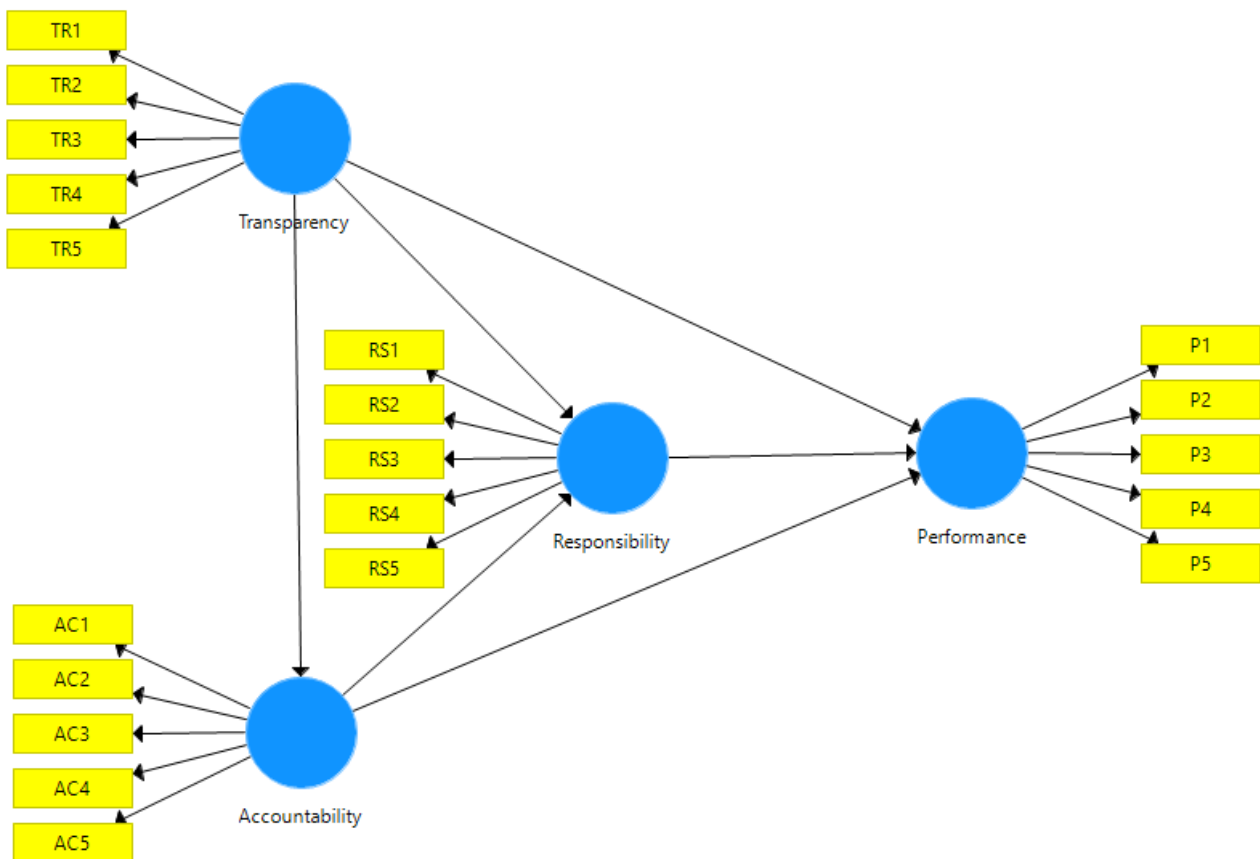 TR1
TR2
TR3
TR4
TR5
Transparency
RS1
RS2
RS3
RS4
RS5
Responsibility
P1
P2
P3
P4
P5
Performance
AC1
AC2
AC3
AC4
AC5
Accountability